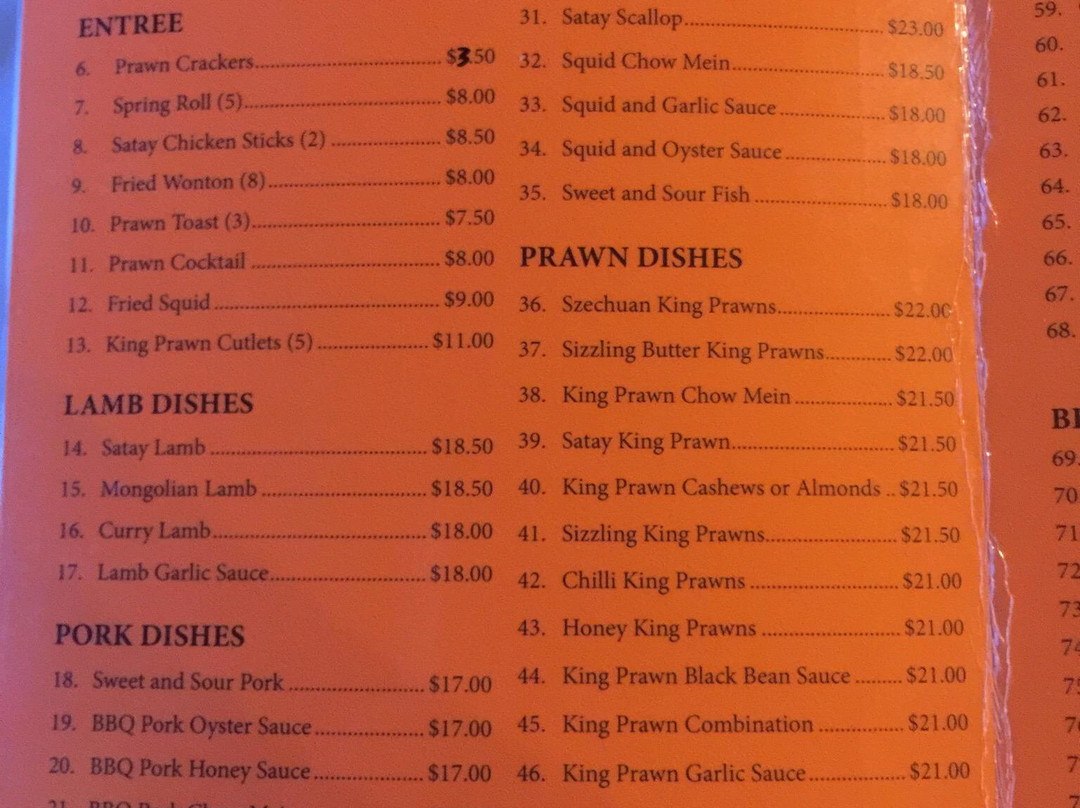 ENTREE
6. Prawn Crackers........ $3.50
7. Spring Roll (5)........ $8.00
8. Satay Chicken Sticks (2) ........ $8.50
9. Fried Wonton (8)........ $8.00
10. Prawn Toast (3)........ $7.50
11. Prawn Cocktail ........ $8.00
12. Fried Squid ........ $9.00
13. King Prawn Cutlets (5) ........ $11.00
LAMB DISHES
14. Satay Lamb ........ $18.50
15. Mongolian Lamb ........ $18.50
16. Curry Lamb........ $18.00
17. Lamb Garlic Sauce........ $18.00
PORK DISHES
18. Sweet and Sour Pork ........ $17.00
19. BBQ Pork Oyster Sauce........ $17.00
20. BBQ Pork Honey Sauce ........ $17.00
31. Satay Scallop........ $23.00
32. Squid Chow Mein........ $18.50
33. Squid and Garlic Sauce ........ $18.00
34. Squid and Oyster Sauce ........ $18.00
35. Sweet and Sour Fish ........ $18.00
PRAWN DISHES
36. Szechuan King Prawns........ $22.00
37. Sizzling Butter King Prawns........ $22.00
38. King Prawn Chow Mein ........ $21.50
39. Satay King Prawn........ $21.50
40. King Prawn Cashews or Almonds .. $21.50
41. Sizzling King Prawns........ $21.50
42. Chilli King Prawns ........ $21.00
43. Honey King Prawns ........ $21.00
44. King Prawn Black Bean Sauce ........ $21.00
45. King Prawn Combination ........ $21.00
46. King Prawn Garlic Sauce........ $21.00
59.
60.
61.
62.
63.
64.
65.
66.
67.
68.
69.
70
71
72
73